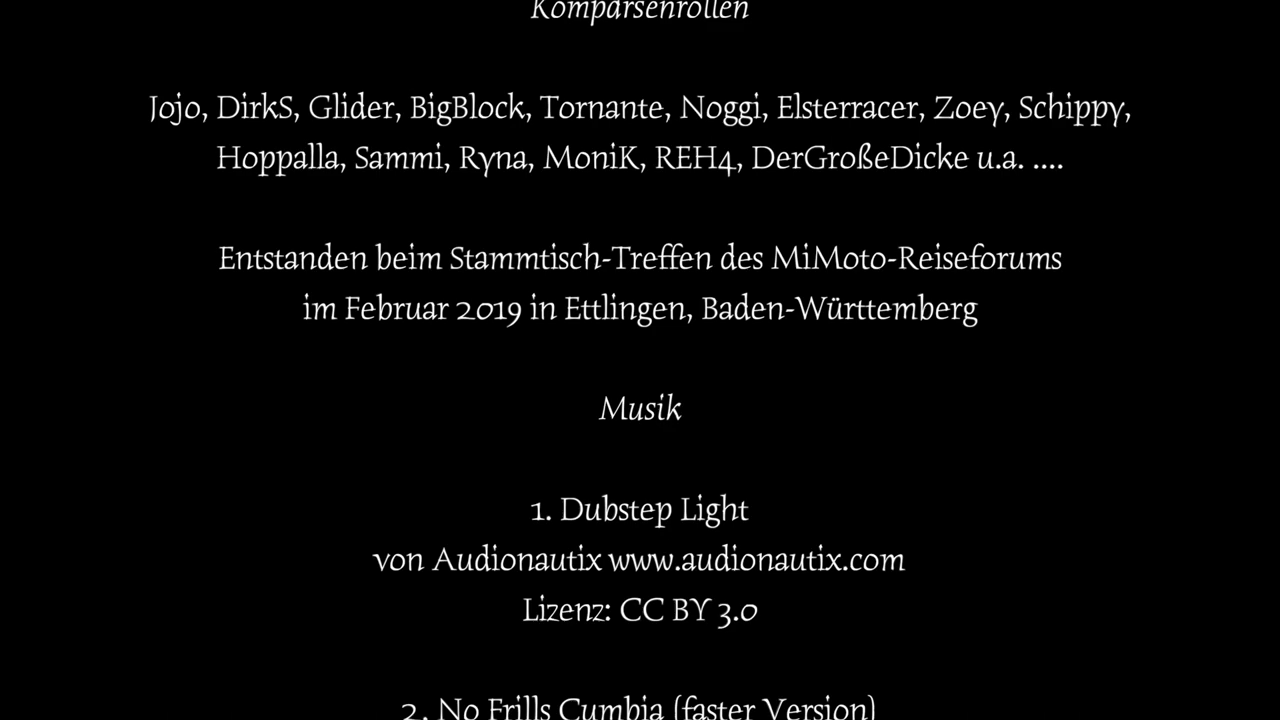 Komparsenrollen
Jojo, DirkS, Glider, BigBlock, Tornante, Noggi, Elsterracer, Zoey, Schippy,
Hoppalla, Sammi, Ryna, MoniK, REH4, DerGroßeDicke u.a. ....
Entstanden beim Stammtisch-Treffen des MiMoto-Reiseforums
im Februar 2019 in Ettlingen, Baden-Württemberg
Musik
1. Dubstep Light
von Audionautix www.audionautix.com
Lizenz: CC BY 3.0
2. No Frills Cumbia (faster Version)